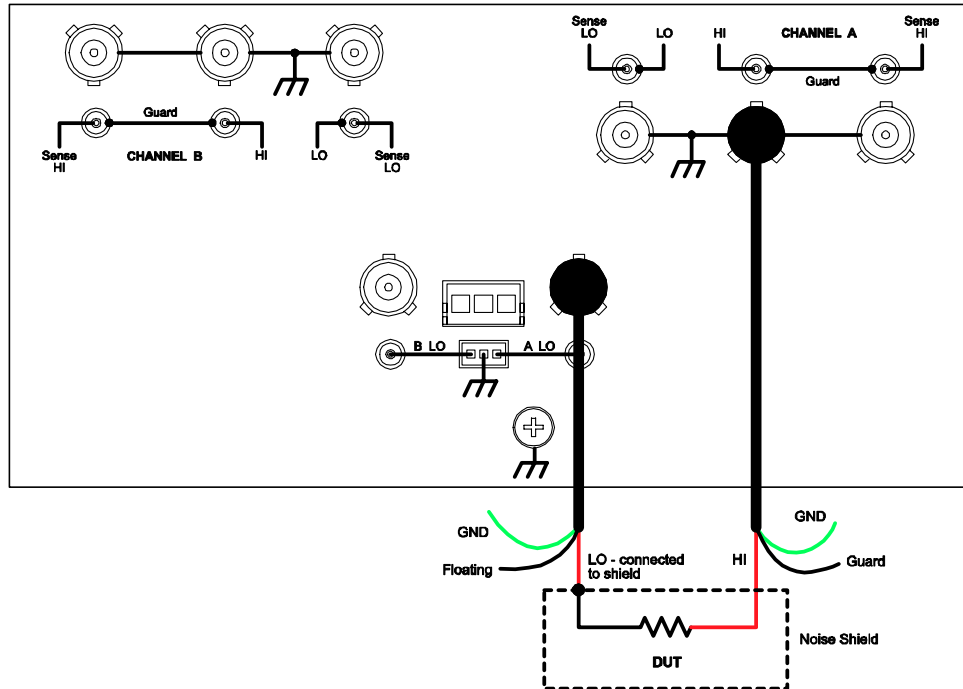 Sense
LO
LO
HI
CHANNEL A
Sense
HI
Guard
Guard
Sense
HI
CHANNEL B
HI
LO
Sense
LO
B LO
A LO
GND
Floating
LO - connected
to shield
HI
GND
Guard
Noise Shield
DUT